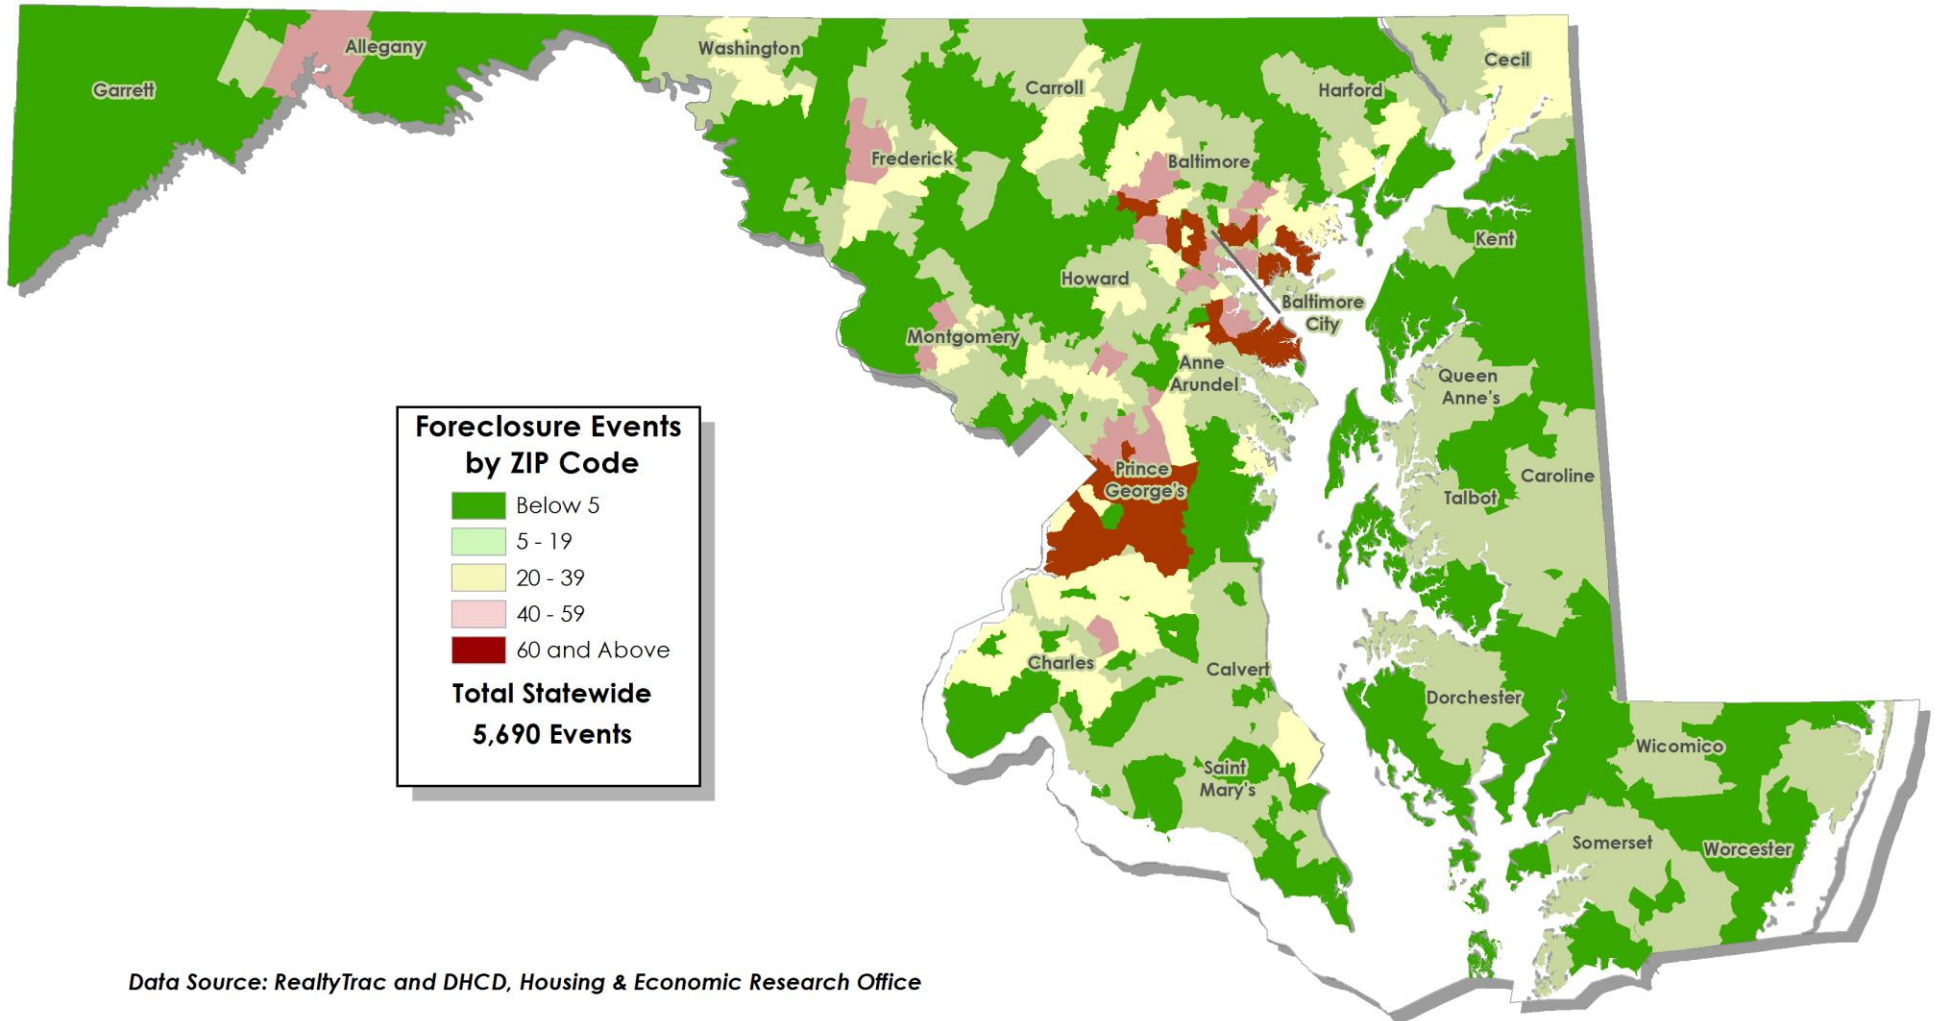 Garrett
Allegany
Washington
Frederick
Carroll
Baltimore
Harford
Cecil
Kent
Howard
Montgomery
Baltimore
City
Anne
Arundel
Queen
Anne's
Caroline
Talbot
Prince
George's
Charles
Calvert
Saint
Mary's
Dorchester
Wicomico
Somerset
Worcester
Foreclosure Events
by ZIP Code
Below 5
5 - 19
20 - 39
40 - 59
60 and Above
Total Statewide
5,690 Events
Data Source: RealtyTrac and DHCD, Housing & Economic Research Office